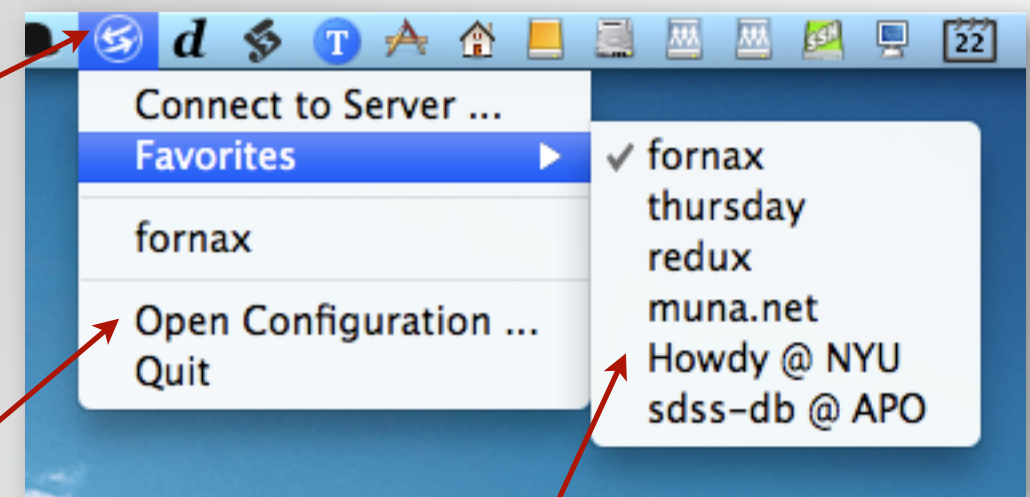 d
T
SSH
22
Connect to Server ...
Favorites
fornax
Open Configuration ...
Quit
fornax
thursday
redux
muna.net
Howdy @ NYU
sdss-db @ APO